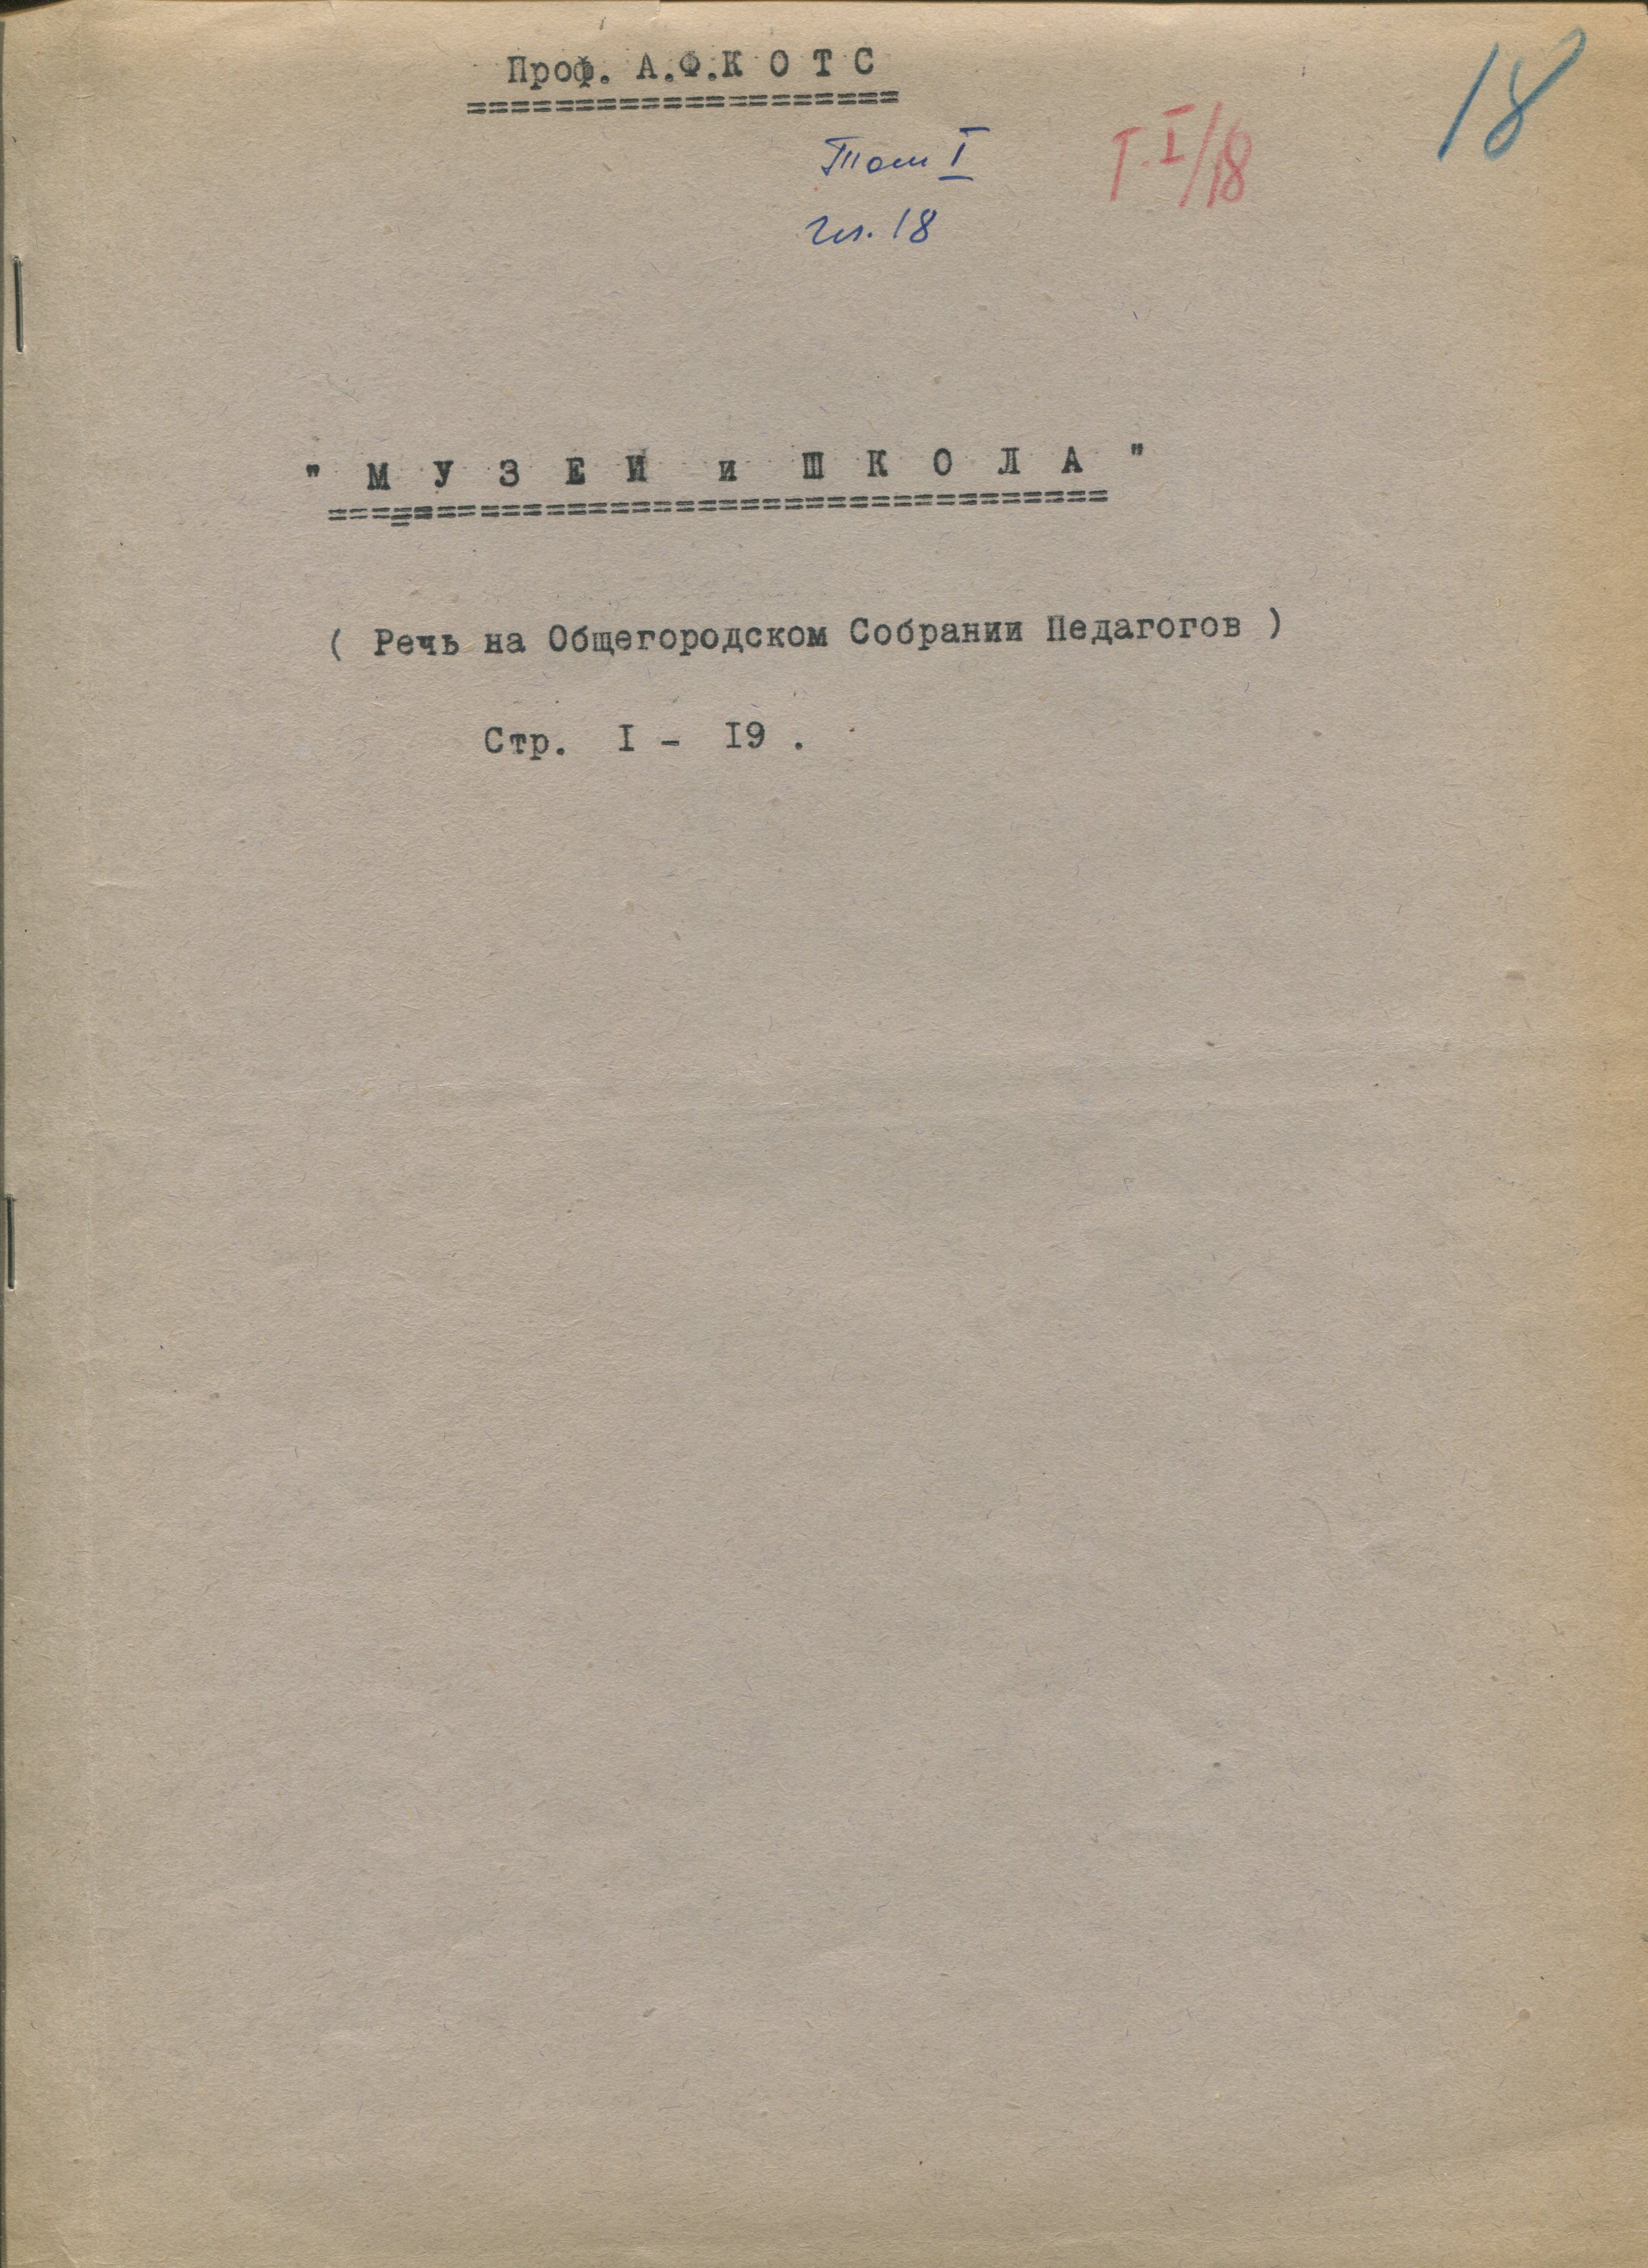 Проф. А.Ф.К О Т С
====================
18
Том I
Т.I/18
гл. 18
" М У З Е И и Ш К О Л А "
====================================
( Речь на Общегородском Собрании Педагогов )
Стр. I - I9 .